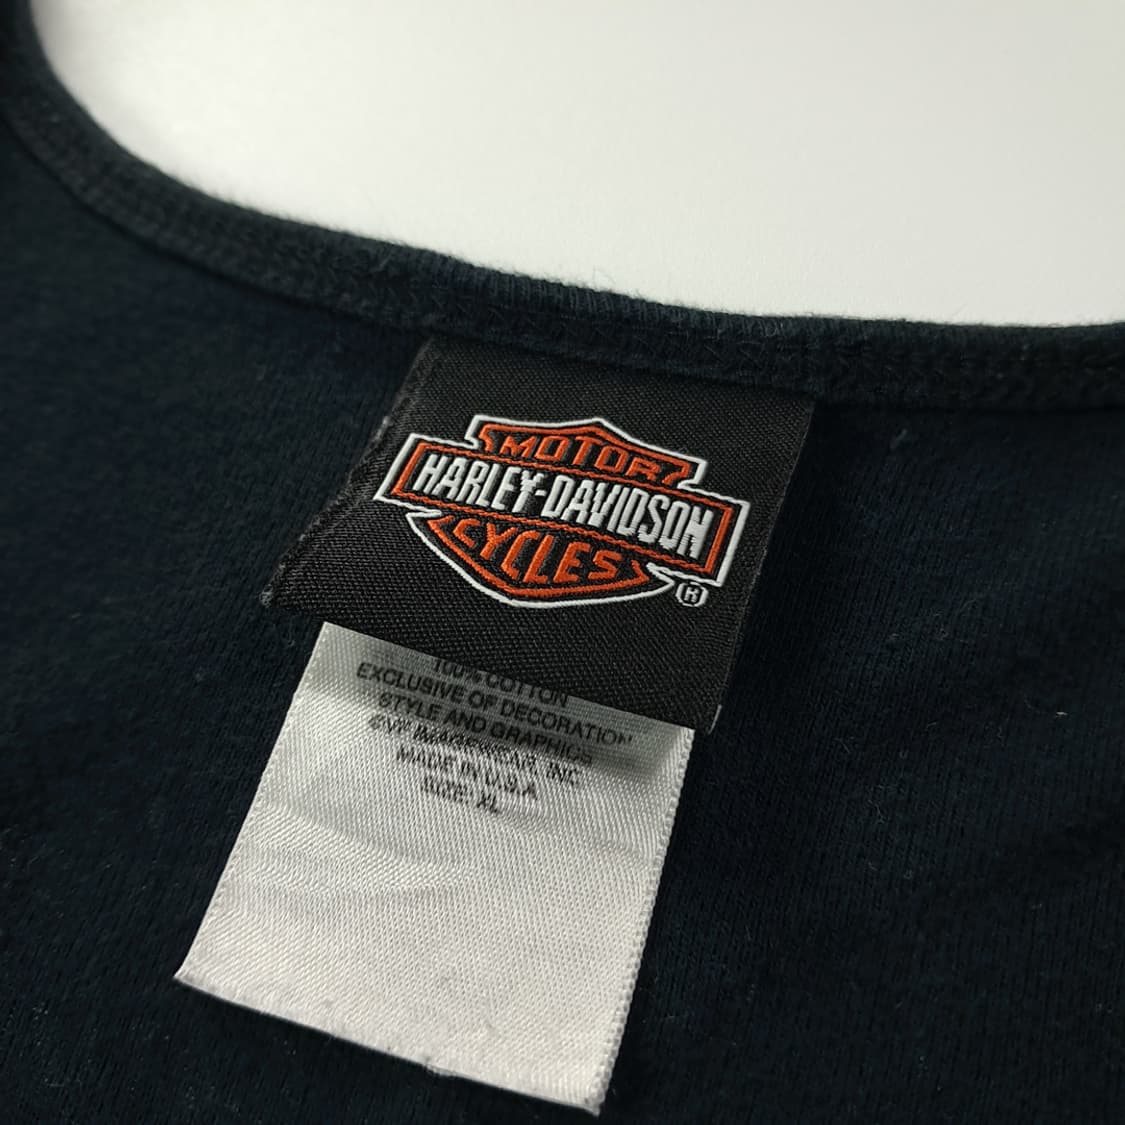 MOTOR
HARLEY-DAVIDSON
CYCLES
®
100% COTTON
EXCLUSIVE OF DECORATION
STYLE AND GRAPHICS
©VF IMAGEWEAR, INC
MADE IN U.S.A
SIZE: XL